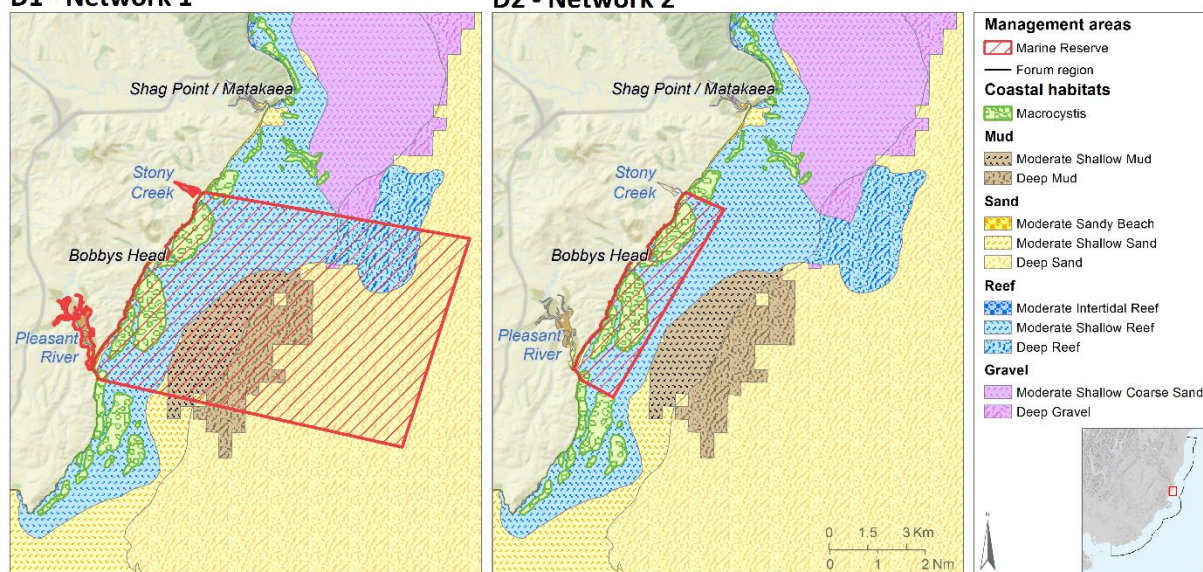 D1 - Network 1
D2 - Network 2
Shag Point / Matakaea
Stony
Creek
Bobbys Head
Pleasant
River
Shag Point / Matakaea
Stony
Creek
Bobbys Head
Pleasant
River
0 1.5 3 Km
0 1 2 Nm
Management areas
Marine Reserve
Forum region
Coastal habitats
Macrocystis
Mud
Moderate Shallow Mud
Deep Mud
Sand
Moderate Sandy Beach
Moderate Shallow Sand
Deep Sand
Reef
Moderate Intertidal Reef
Moderate Shallow Reef
Deep Reef
Gravel
Moderate Shallow Coarse Sand
Deep Gravel
N